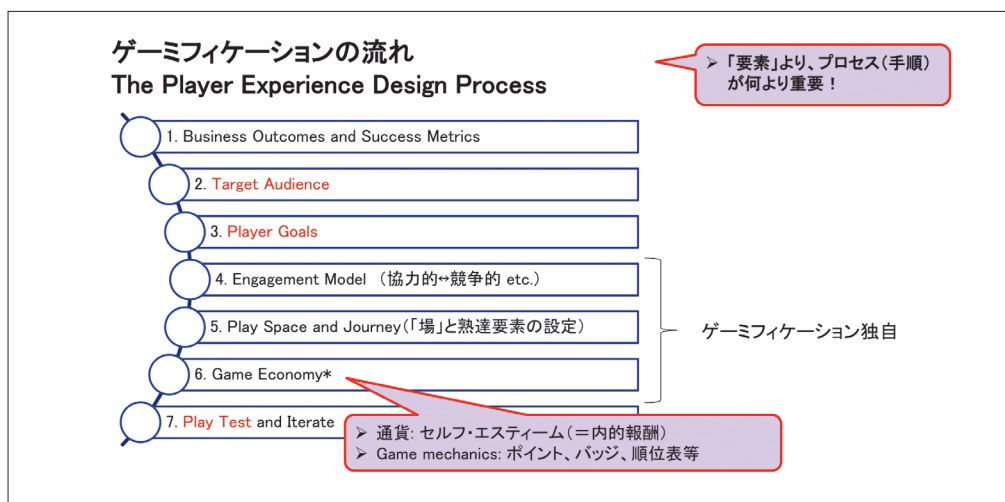 ゲーミフィケーションの流れ
The Player Experience Design Process
➢ 「要素」より、プロセス(手順)
が何より重要！
1. Business Outcomes and Success Metrics
2. Target Audience
3. Player Goals
4. Engagement Model （協力的↔競争的 etc.）
5. Play Space and Journey(「場」と熟達要素の設定)
ゲーミフィケーション独自
6. Game Economy*
7. Play Test and Iterate
➢ 通貨: セルフ・エスティーム(＝内的報酬)
➢ Game mechanics: ポイント、バッジ、順位表等